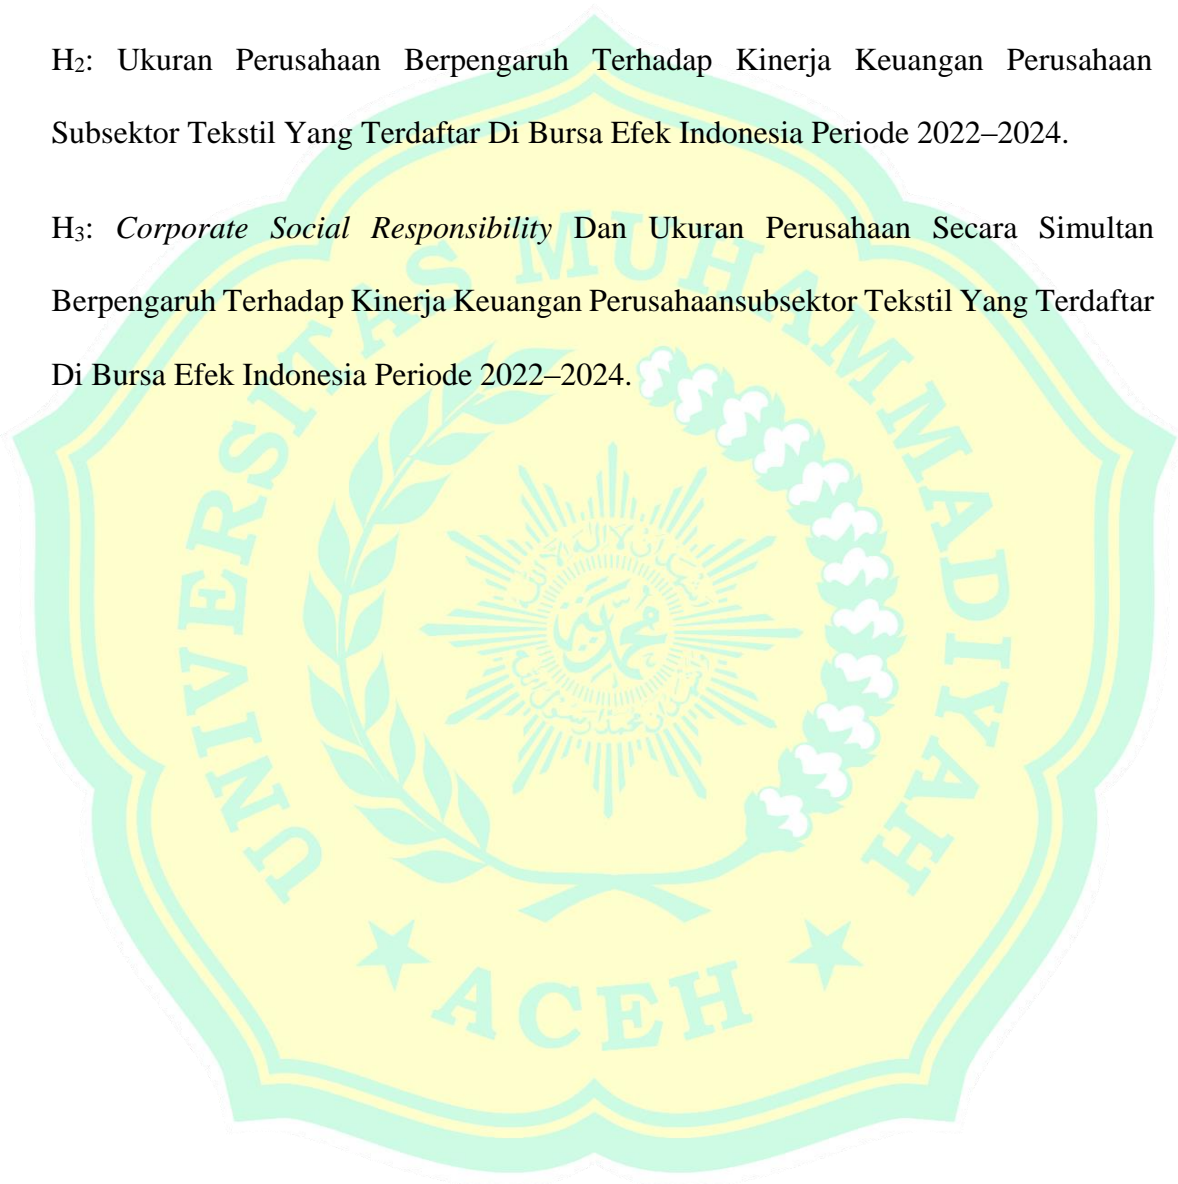 H₂: Ukuran Perusahaan Berpengaruh Terhadap Kinerja Keuangan Perusahaan
Subsektor Tekstil Yang Terdaftar Di Bursa Efek Indonesia Periode 2022–2024.
H₃: Corporate Social Responsibility Dan Ukuran Perusahaan Secara Simultan
Berpengaruh Terhadap Kinerja Keuangan Perusahaansubsektor Tekstil Yang Terdaftar
Di Bursa Efek Indonesia Periode 2022–2024.
UNIVERSITAS MUHAMMADIYAH
ACEH